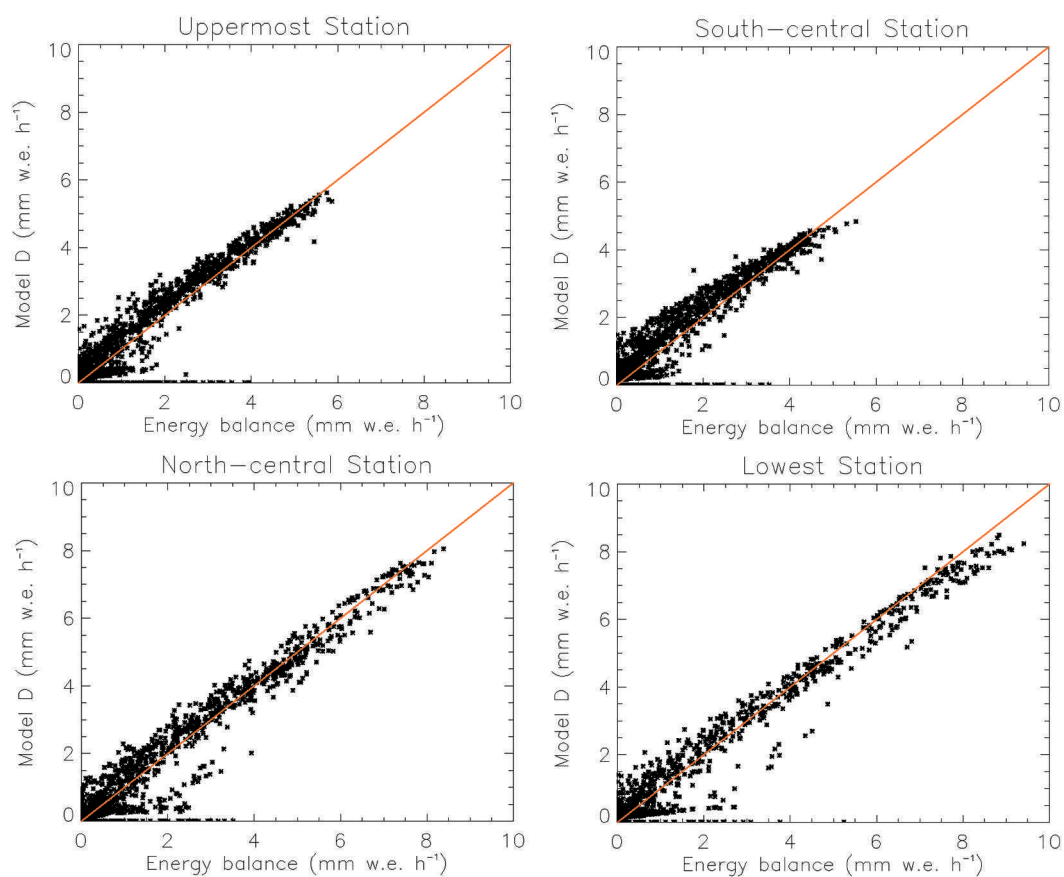 Uppermost Station
10
8
6
4
2
0
Model D (mm w.e. h⁻¹)
0 2 4 6 8 10
Energy balance (mm w.e. h⁻¹)
South-central Station
10
8
6
4
2
0
Model D (mm w.e. h⁻¹)
0 2 4 6 8 10
Energy balance (mm w.e. h⁻¹)
North-central Station
10
8
6
4
2
0
Model D (mm w.e. h⁻¹)
0 2 4 6 8 10
Energy balance (mm w.e. h⁻¹)
Lowest Station
10
8
6
4
2
0
Model D (mm w.e. h⁻¹)
0 2 4 6 8 10
Energy balance (mm w.e. h⁻¹)